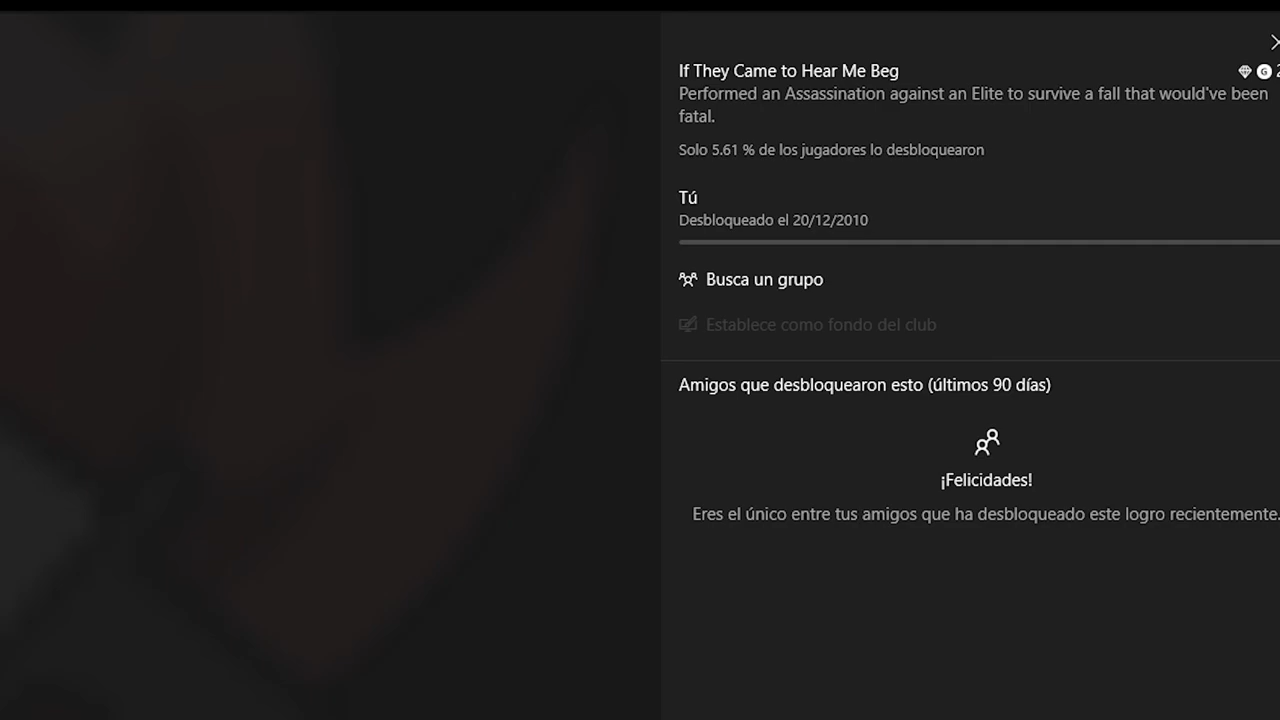 If They Came to Hear Me Beg
Performed an Assassination against an Elite to survive a fall that would've been
fatal.
Solo 5.61 % de los jugadores lo desbloquearon
Tú
Desbloqueado el 20/12/2010
Busca un grupo
Establece como fondo del club
Amigos que desbloquearon esto (últimos 90 días)
¡Felicidades!
Eres el único entre tus amigos que ha desbloqueado este logro recientemente.